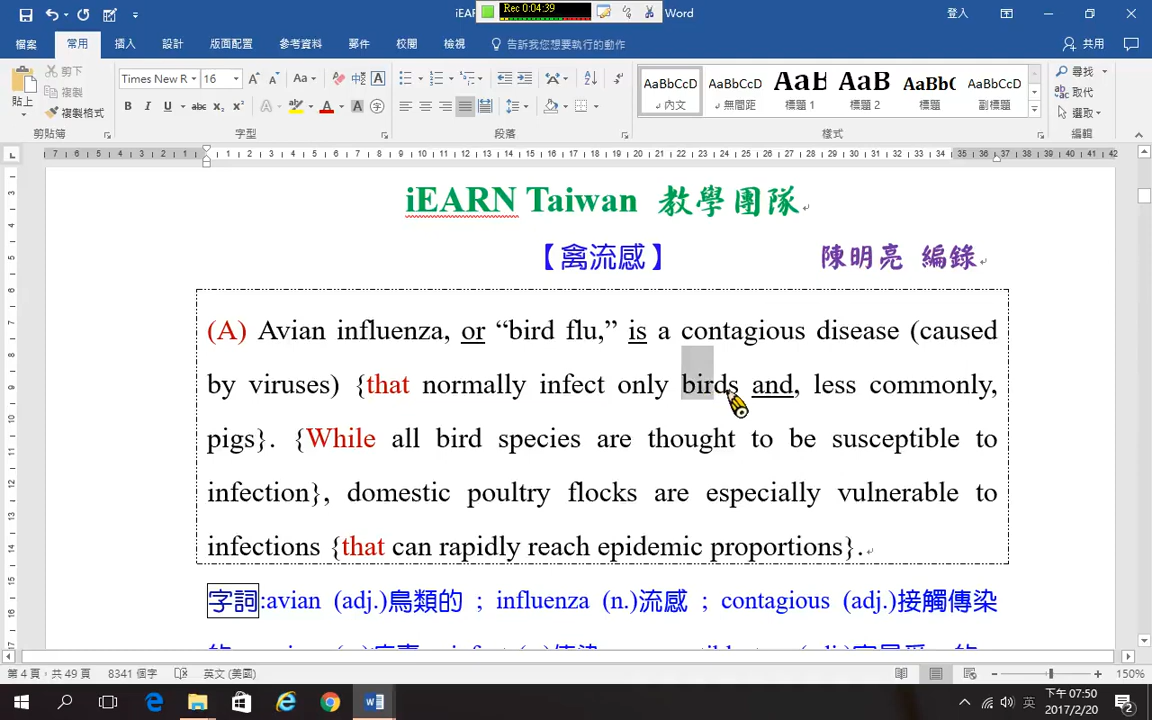 iEA
Rec 0:04:39
Word
登入
檔案 常用 插入 設計 版面配置 參考資料 郵件 校閱 檢視 告訴我您想要執行的動作 共用
貼上 剪下 複製 複製格式 剪貼簿
Times New R 16 Aa 字型
段落
AaBbCcD 內文 AaBbCcD 無間距 AaB 標題 1 AaB 標題 2 AaBb( 標題 AaBbCcD 副標題 樣式
尋找 取代 選取 編輯
iEARN Taiwan 教學團隊
【禽流感】 陳明亮 編錄
(A) Avian influenza, or “bird flu,” is a contagious disease (caused
by viruses) {that normally infect only birds and, less commonly,
pigs}. {While all bird species are thought to be susceptible to
infection}, domestic poultry flocks are especially vulnerable to
infections {that can rapidly reach epidemic proportions}.
字詞:avian (adj.)鳥類的 ; influenza (n.)流感 ; contagious (adj.)接觸傳染
第 4 頁，共 49 頁 8341 個字 英文 (美國) 150%
英 下午 07:50
2017/2/20